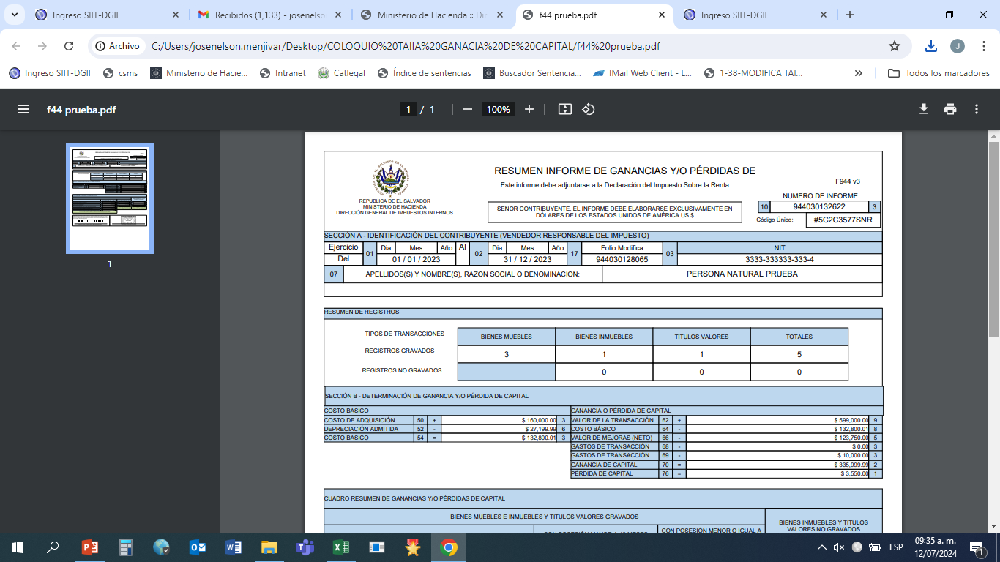 Ingreso SIIT-DGII
Recibidos (1,133) - josenelso
Ministerio de Hacienda :: Di
f44 prueba.pdf
Ingreso SIIT-DGII
Archivo
C:/Users/josenelson.menjivar/Desktop/COLOQUIO%20TAIIA%20GANACIA%20DE%20CAPITAL/f44%20prueba.pdf
J
Ingreso SIIT-DGII
csms
Ministerio de Hacie...
Intranet
Catlegal
Índice de sentencias
Buscador Sentencia...
IMail Web Client - L...
1-38-MODIFICA TAI...
Todos los marcadores
f44 prueba.pdf
1 / 1
100%
1
REPUBLICA DE EL SALVADOR
MINISTERIO DE HACIENDA
DIRECCIÓN GENERAL DE IMPUESTOS INTERNOS
RESUMEN INFORME DE GANANCIAS Y/O PÉRDIDAS DE
Este informe debe adjuntarse a la Declaración del Impuesto Sobre la Renta
SEÑOR CONTRIBUYENTE, EL INFORME DEBE ELABORARSE EXCLUSIVAMENTE EN
DÓLARES DE LOS ESTADOS UNIDOS DE AMÉRICA US $
F944 v3
NUMERO DE INFORME
10 944030132622 3
Código Único: #5C2C3577SNR
SECCIÓN A - IDENTIFICACIÓN DEL CONTRIBUYENTE (VENDEDOR RESPONSABLE DEL IMPUESTO)
Ejercicio 01 Dia Mes Año Al 02 Dia Mes Año 17 Folio Modifica 03 NIT
Del 01 / 01 / 2023 31 / 12 / 2023 944030128065 3333-333333-333-4
07 APELLIDOS(S) Y NOMBRE(S), RAZON SOCIAL O DENOMINACION: PERSONA NATURAL PRUEBA
RESUMEN DE REGISTROS
TIPOS DE TRANSACCIONES BIENES MUEBLES BIENES INMUEBLES TITULOS VALORES TOTALES
REGISTROS GRAVADOS 3 1 1 5
REGISTROS NO GRAVADOS 0 0 0
SECCIÓN B - DETERMINACIÓN DE GANANCIA Y/O PÉRDIDA DE CAPITAL
COSTO BASICO GANANCIA O PÉRDIDA DE CAPITAL
COSTO DE ADQUISICIÓN 50 + $ 160,000.00 3 VALOR DE LA TRANSACCIÓN 62 + $ 599,000.00 9
DEPRECIACIÓN ADMITIDA 52 - $ 27,199.99 6 COSTO BÁSICO 64 - $ 132,800.01 8
COSTO BASICO 54 = $ 132,800.01 3 VALOR DE MEJORAS (NETO) 66 - $ 123,750.00 5
GASTOS DE TRANSACCIÓN 68 - $ 0.00 3
GASTOS DE TRANSACCIÓN 69 - $ 10,000.00 3
GANANCIA DE CAPITAL 70 = $ 335,999.99 2
PÉRDIDA DE CAPITAL 76 = $ 3,550.00 1
CUADRO RESUMEN DE GANANCIAS Y/O PÉRDIDAS DE CAPITAL
BIENES MUEBLES E INMUEBLES Y TITULOS VALORES GRAVADOS
BIENES INMUEBLES Y TITULOS
VALORES NO GRAVADOS
CON POSESIÓN MENOR O IGUAL A
ESP
09:35 a. m.
12/07/2024
1